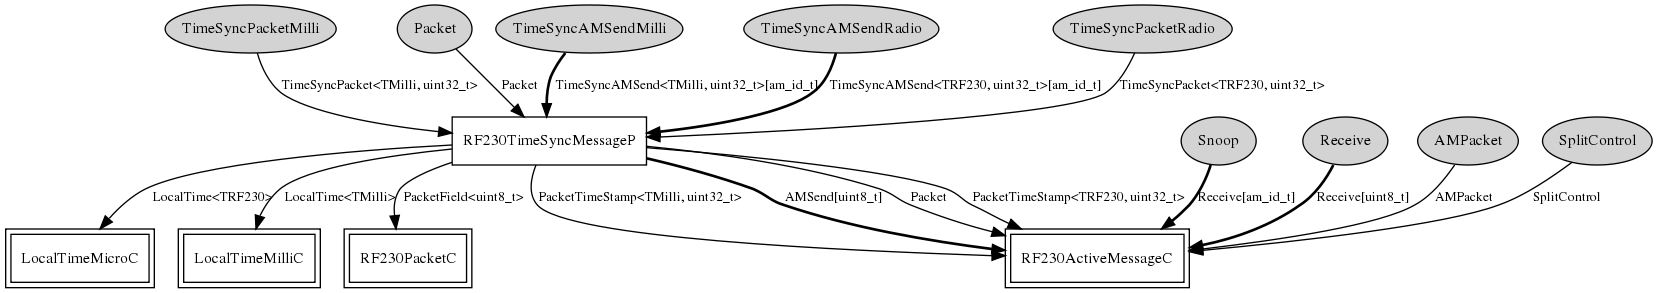 TimeSyncPacketMilli
Packet
TimeSyncAMSendMilli
TimeSyncAMSendRadio
TimeSyncPacketRadio
TimeSyncPacket<TMilli, uint32_t>
Packet
TimeSyncAMSend<TMilli, uint32_t>[am_id_t]
TimeSyncAMSend<TRF230, uint32_t>[am_id_t]
TimeSyncPacket<TRF230, uint32_t>
RF230TimeSyncMessageP
Snoop
Receive
AMPacket
SplitControl
LocalTime<TRF230>
LocalTime<TMilli>
PacketField<uint8_t>
PacketTimeStamp<TMilli, uint32_t>
AMSend[uint8_t]
Packet
PacketTimeStamp<TRF230, uint32_t>
Receive[am_id_t]
Receive[uint8_t]
AMPacket
SplitControl
LocalTimeMicroC
LocalTimeMilliC
RF230PacketC
RF230ActiveMessageC